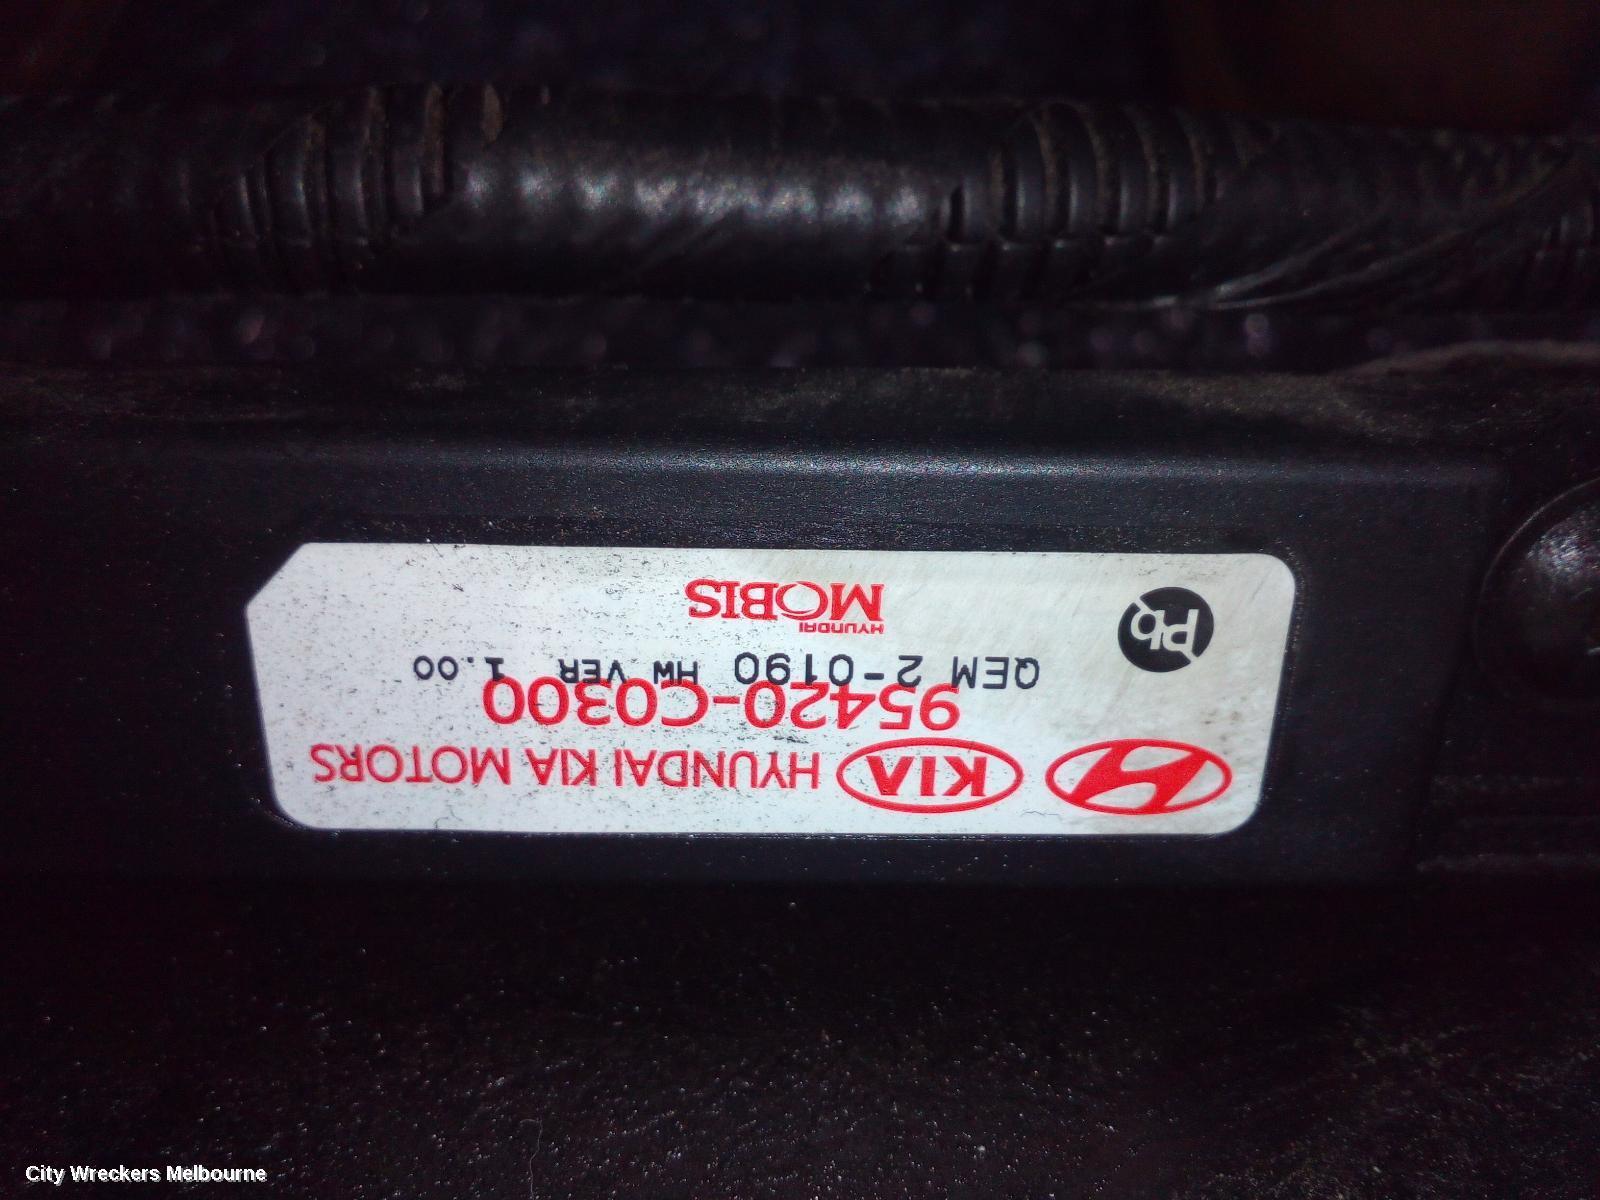 HYUNDAI KIA MOTORS
KIA
95420-C0300
QEM 2-0190 HW VER 1.00
HYUNDAI
MOBIS
Pb
City Wreckers Melbourne